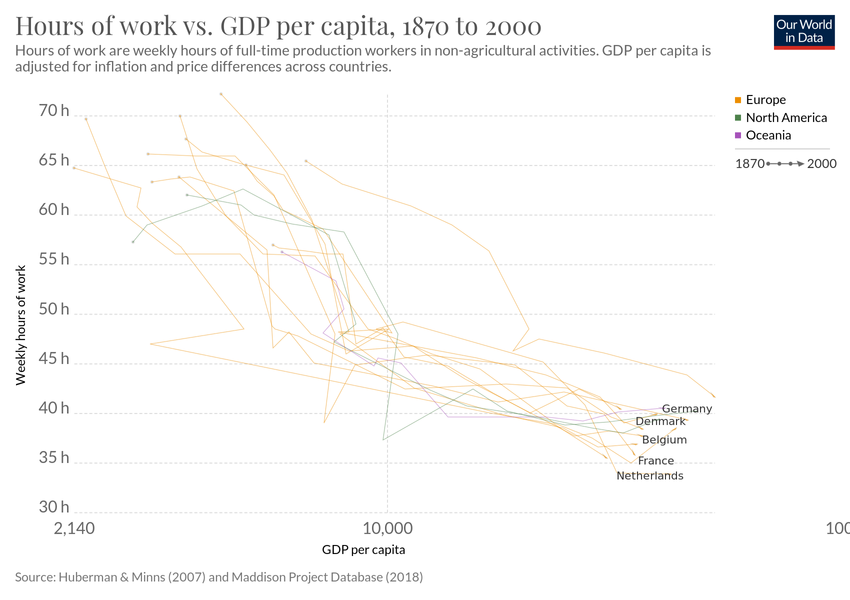 Hours of work vs. GDP per capita, 1870 to 2000
Hours of work are weekly hours of full-time production workers in non-agricultural activities. GDP per capita is
adjusted for inflation and price differences across countries.
Our World
in Data
Europe
North America
Oceania
1870 2000
70 h
65 h
60 h
55 h
50 h
45 h
40 h
35 h
30 h
Weekly hours of work
Germany
Denmark
Belgium
France
Netherlands
2,140
10,000
100
GDP per capita
Source: Huberman & Minns (2007) and Maddison Project Database (2018)